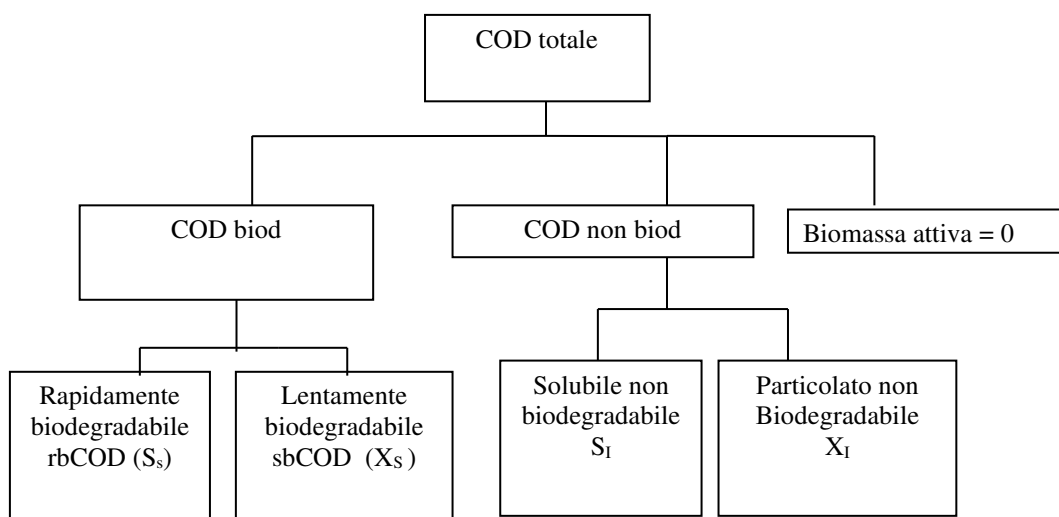 COD totale
COD biod
COD non biod
Biomassa attiva = 0
Rapidamente
biodegradabile
rbCOD (Ss)
Lentamente
biodegradabile
sbCOD (XS )
Solubile non
biodegradabile
SI
Particolato non
Biodegradabile
XI